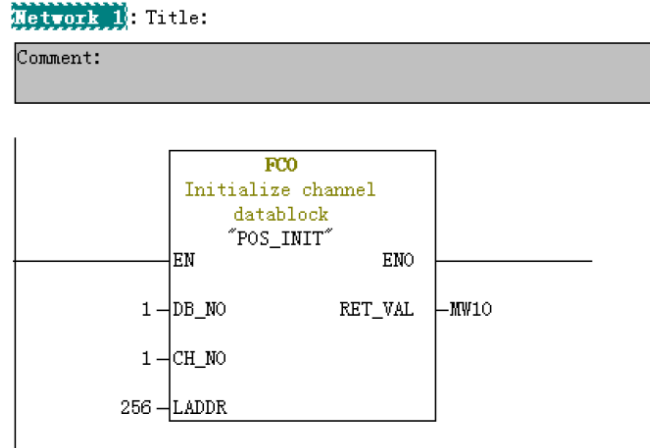 Network 1: Title:
Comment:
FC0
Initialize channel
datablock
"POS_INIT"
EN ENO
1 DB_NO RET_VAL MW10
1 CH_NO
256 LADDR